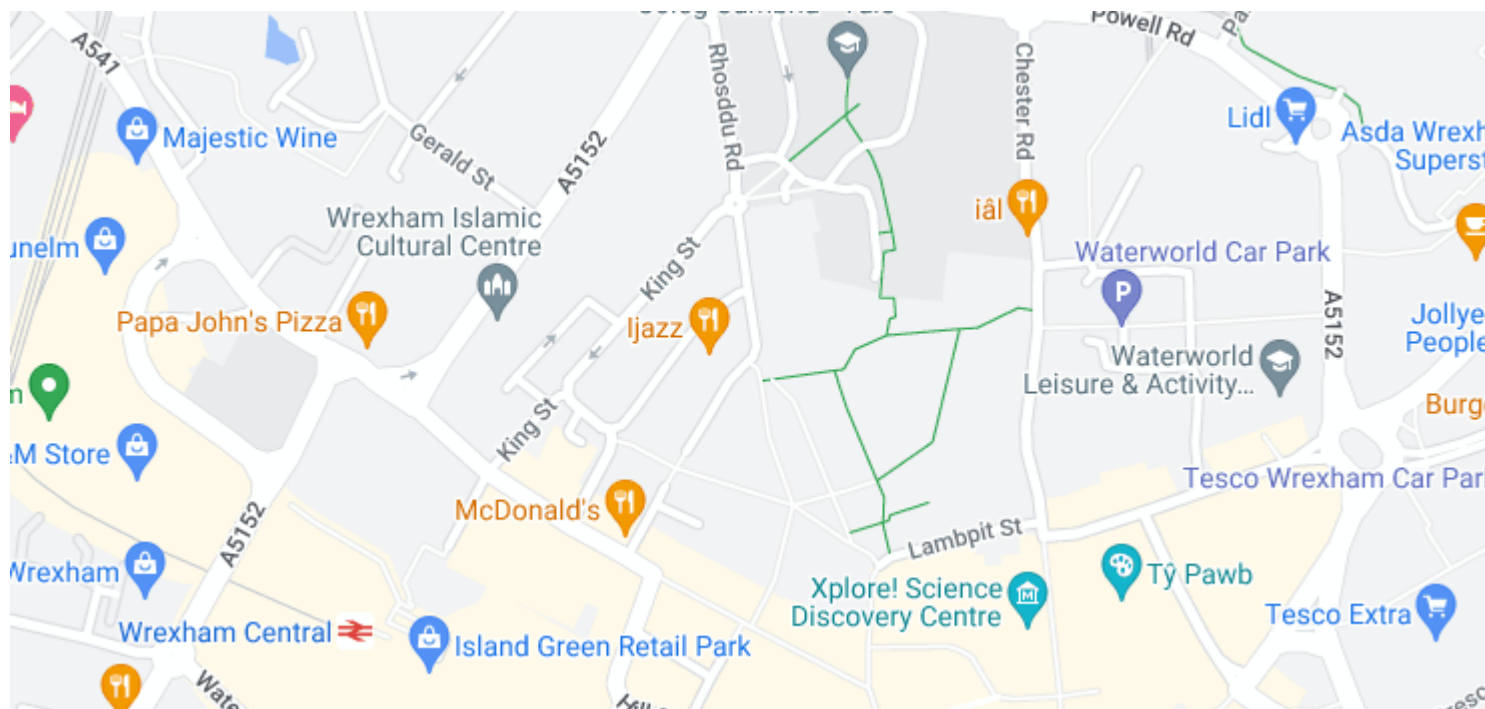 Powell Rd
A541
Rhosddu Rd
Chester Rd
Majestic Wine
Gerald St
A5152
Lidl
Asda Wrexh
Superst
Wrexham Islamic
Cultural Centre
iâl
unelm
King St
Waterworld Car Park
P
Papa John's Pizza
Ijazz
A5152
Jollye
People
Waterworld
Leisure & Activity...
m
King St
Burg
&M Store
Tesco Wrexham Car Par
McDonald's
A5152
Lambpit St
Wrexham
Xplore! Science
Discovery Centre
M
Tŷ Pawb
Tesco Extra
Wrexham Central
Island Green Retail Park